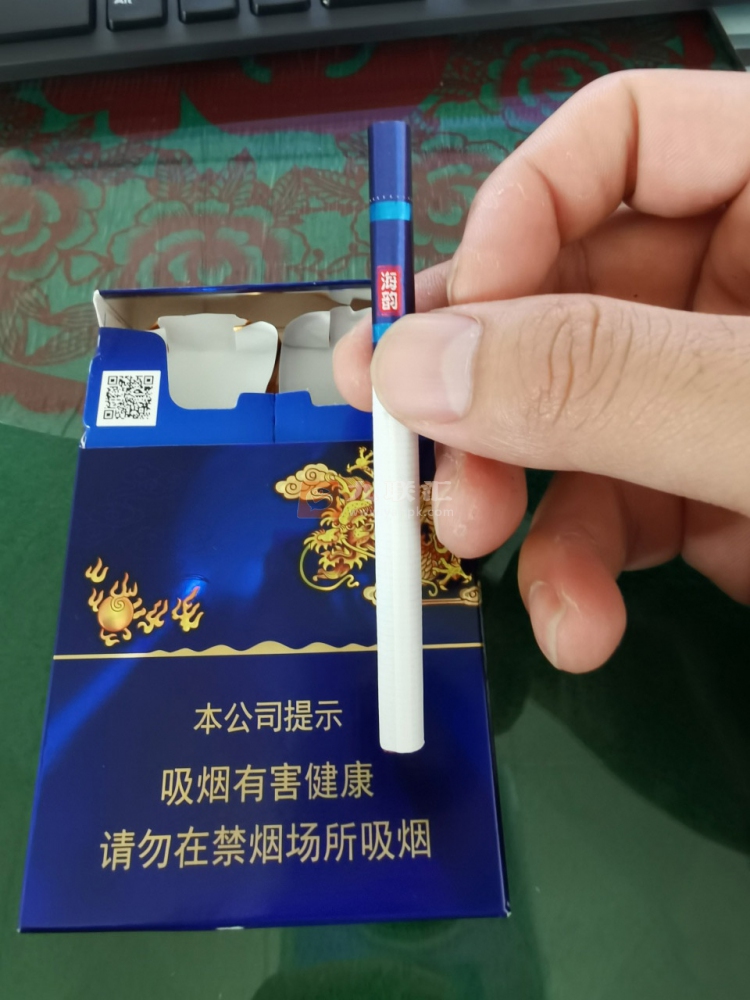 海韵
本公司提示
吸烟有害健康
请勿在禁烟场所吸烟